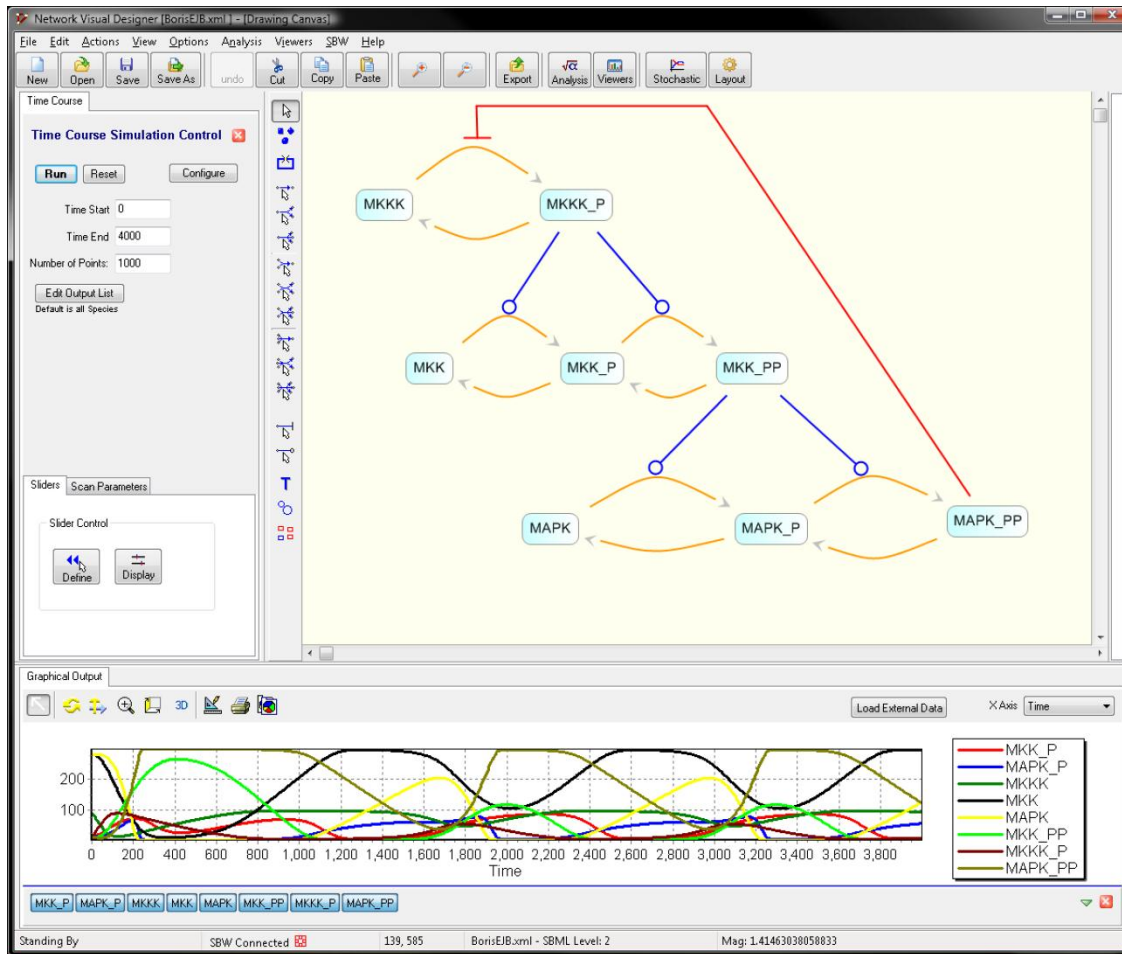 Network Visual Designer [BorisEJB.xml ] - [Drawing Canvas]
File Edit Actions View Options Analysis Viewers SBW Help
New Open Save Save As undo Cut Copy Paste Export Analysis Viewers Stochastic Layout
√α
Time Course
Time Course Simulation Control
Run Reset Configure
Time Start 0
Time End 4000
Number of Points: 1000
Edit Output List
Default is all Species
Sliders Scan Parameters
Slider Control
Define Display
T
MKKK MKKK_P
MKK MKK_P MKK_PP
MAPK MAPK_P MAPK_PP
Graphical Output
3D Load External Data X Axis Time
200
100
0
0 200 400 600 800 1,000 1,200 1,400 1,600 1,800 2,000 2,200 2,400 2,600 2,800 3,000 3,200 3,400 3,600 3,800
Time
MKK_P
MAPK_P
MKKK
MKK
MAPK
MKK_PP
MKKK_P
MAPK_PP
MKK_P MAPK_P MKKK MKK MAPK MKK_PP MKKK_P MAPK_PP
Standing By SBW Connected 139, 585 BorisEJB.xml - SBML Level: 2 Mag: 1.41463038058833